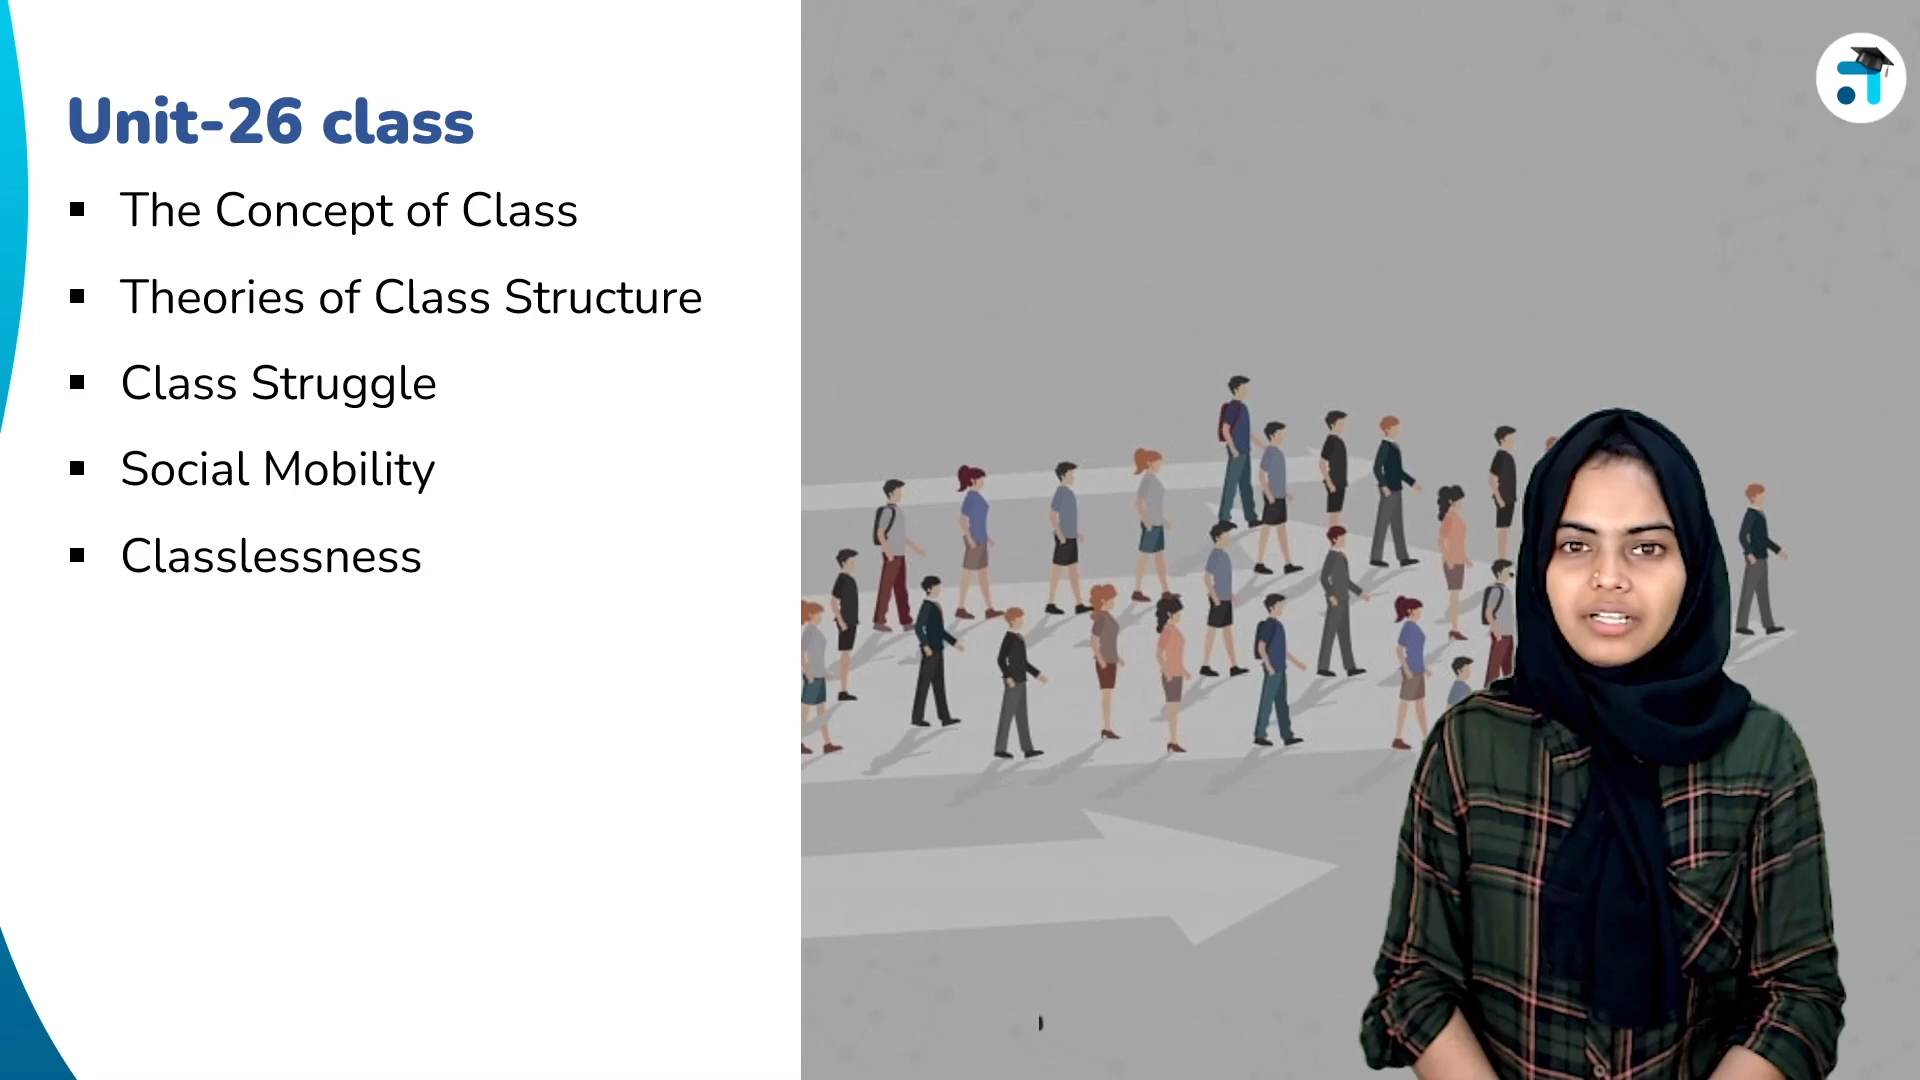 Unit-26 class
The Concept of Class
Theories of Class Structure
Class Struggle
Social Mobility
Classlessness